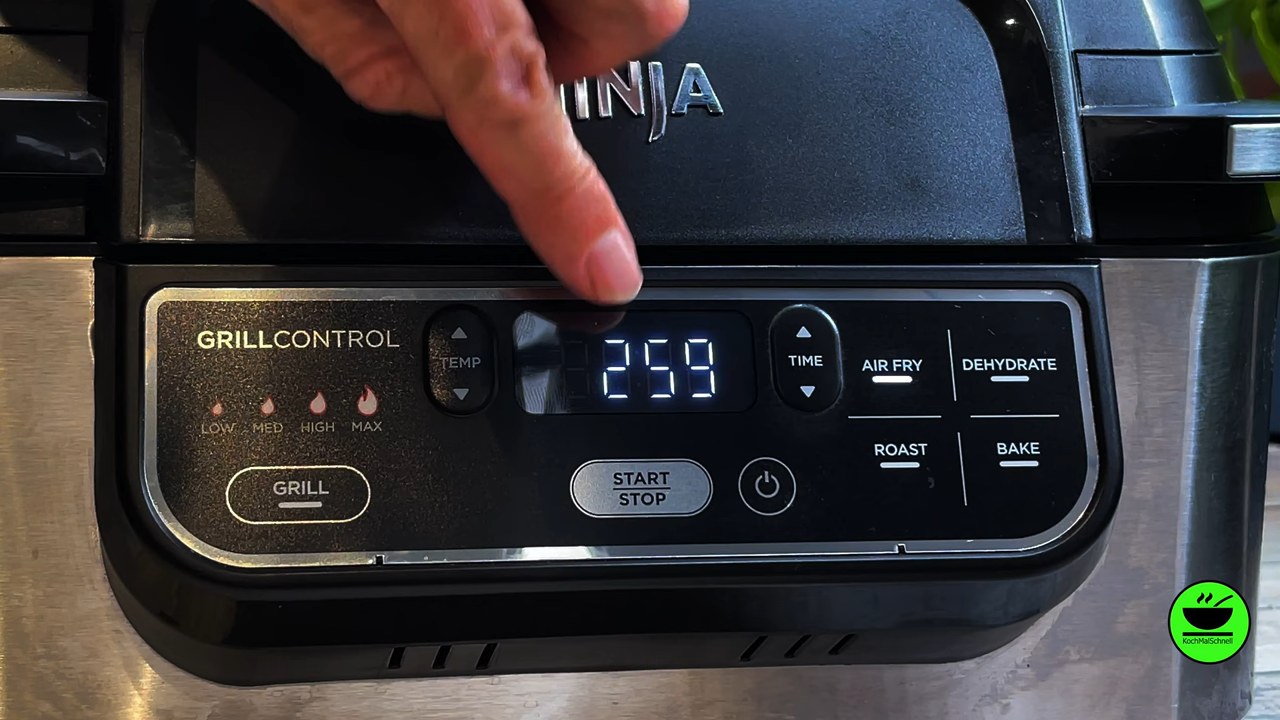 NINJA
GRILLCONTROL
TEMP
259
TIME
AIR FRY
DEHYDRATE
LOW MED HIGH MAX
GRILL
START
STOP
ROAST
BAKE
KochMalSchnell